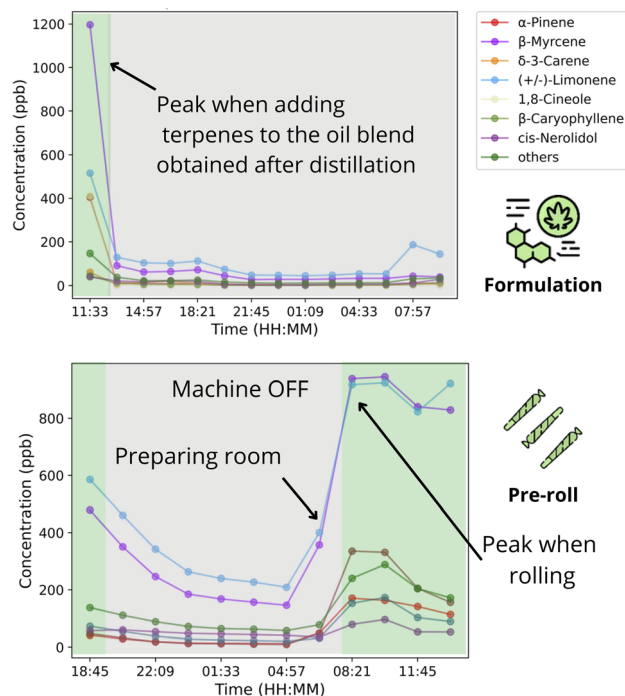 1200
1000
800
600
400
200
0
Concentration (ppb)
Peak when adding
terpenes to the oil blend
obtained after distillation
11:33 14:57 18:21 21:45 01:09 04:33 07:57
Time (HH:MM)
α-Pinene
β-Myrcene
δ-3-Carene
(+/-)-Limonene
1,8-Cineole
β-Caryophyllene
cis-Nerolidol
others
Formulation
800
600
400
200
0
Concentration (ppb)
Machine OFF
Preparing room
Peak when
rolling
18:45 22:09 01:33 04:57 08:21 11:45
Time (HH:MM)
Pre-roll